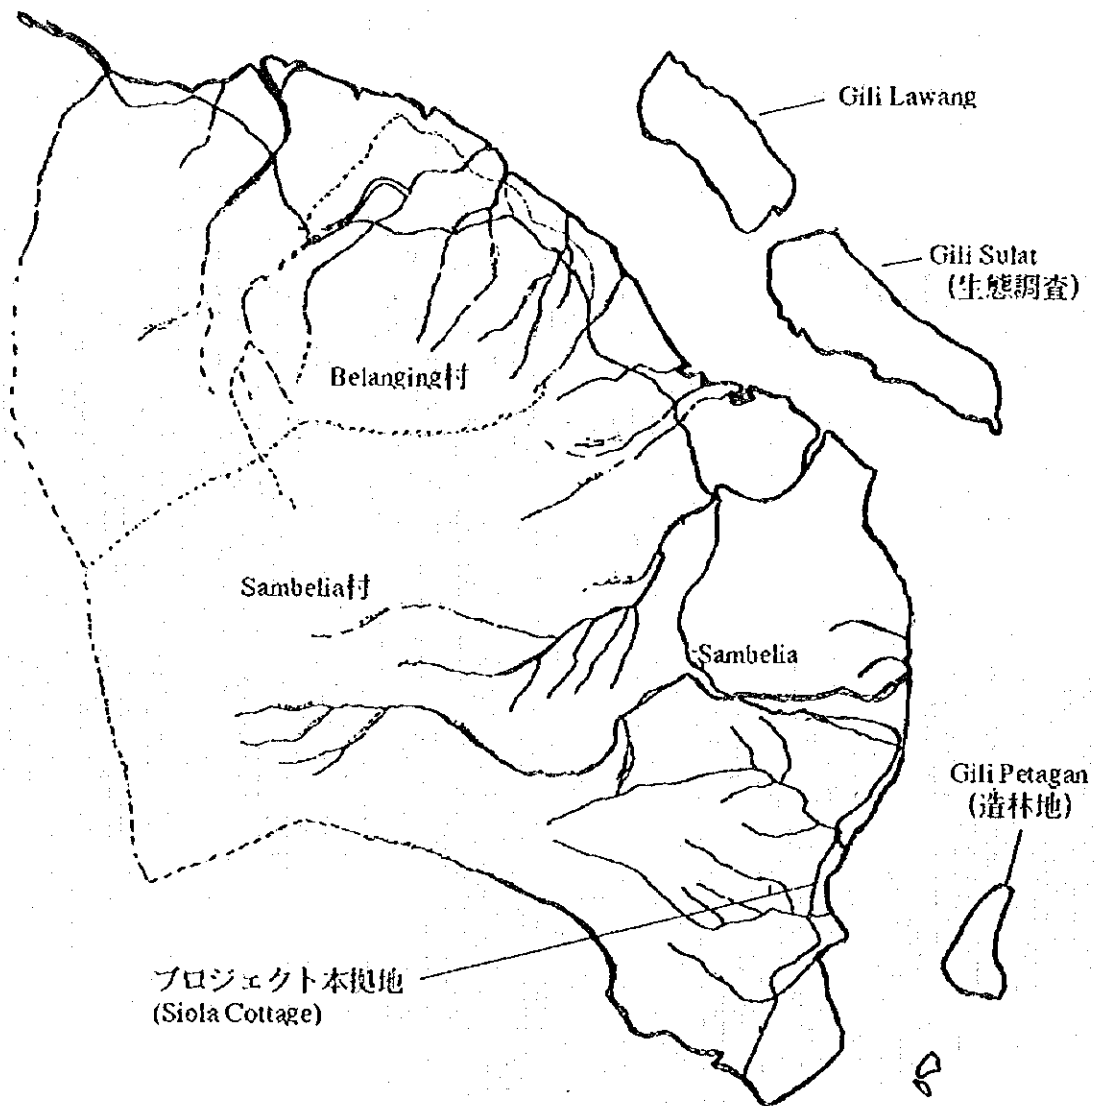 Gili Lawang
Gili Sulat
(生態調査)
Belanging村
Sambelia村
Sambelia
Gili Petagan
(造林地)
プロジェクト本拠地
(Siola Cottage)